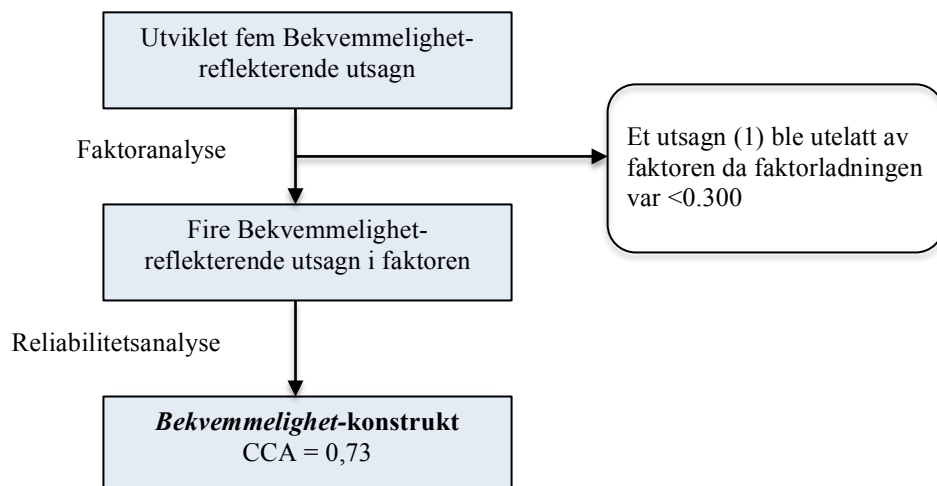 Utviklet fem Bekvemmelighet-
reflekterende utsagn
Faktoranalyse
Et utsagn (1) ble utelatt av
faktoren da faktorladningen
var <0.300
Fire Bekvemmelighet-
reflekterende utsagn i faktoren
Reliabilitetsanalyse
Bekvemmelighet-konstrukt
CCA = 0,73